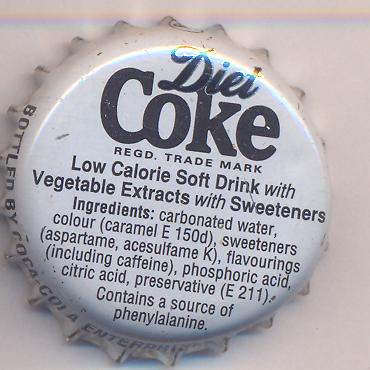 Diet
Coke
REGD. TRADE MARK
Low Calorie Soft Drink with
Vegetable Extracts with Sweeteners
Ingredients: carbonated water,
colour (caramel E 150d), sweeteners
(aspartame, acesulfame K), flavourings
(including caffeine), phosphoric acid,
citric acid, preservative (E 211).
Contains a source of
phenylalanine.
BOTTLED BY COCA-COLA ENTERPRISES